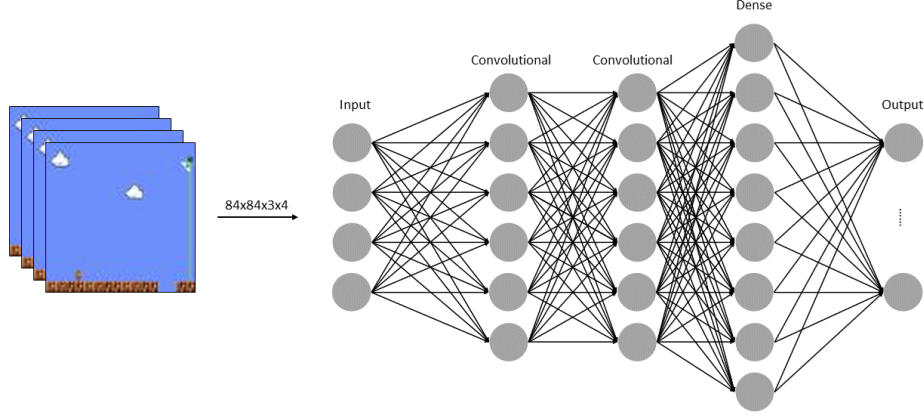 Dense
Convolutional
Convolutional
Input
Output
84x84x3x4